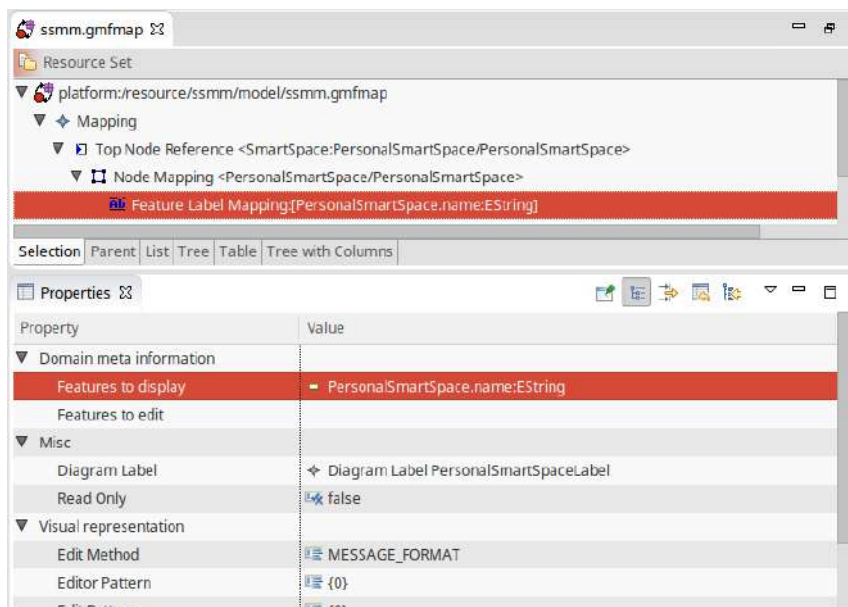 ssmm.gmfmap
Resource Set
platform:/resource/ssmm/model/ssmm.gmfmap
Mapping
Top Node Reference <SmartSpace:PersonalSmartSpace/PersonalSmartSpace>
Node Mapping <PersonalSmartSpace/PersonalSmartSpace>
Feature Label Mapping:[PersonalSmartSpace.name:EString]
Selection Parent List Tree Table Tree with Columns
Properties
Property Value
Domain meta information
Features to display PersonalSmartSpace.name:EString
Features to edit
Misc
Diagram Label Diagram Label PersonalSmartSpaceLabel
Read Only false
Visual representation
Edit Method MESSAGE_FORMAT
Editor Pattern {0}